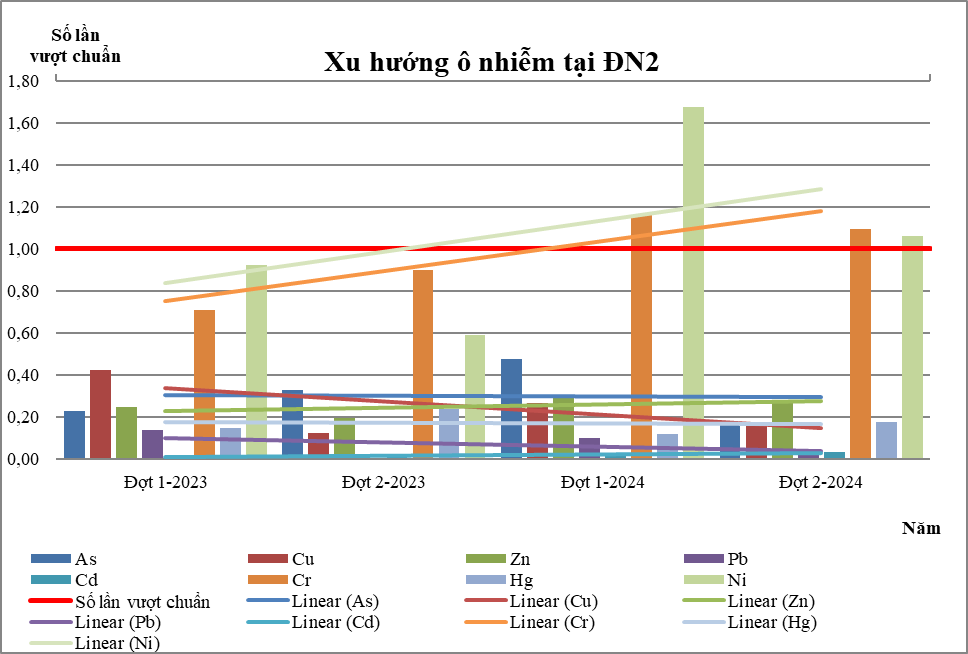 Số lần
vượt chuẩn
Xu hướng ô nhiễm tại ĐN2
1,80
1,60
1,40
1,20
1,00
0,80
0,60
0,40
0,20
0,00
Đợt 1-2023 Đợt 2-2023 Đợt 1-2024 Đợt 2-2024
Năm
As Cu Zn Pb
Cd Cr Hg Ni
Số lần vượt chuẩn Linear (As) Linear (Cu) Linear (Zn)
Linear (Pb) Linear (Cd) Linear (Cr) Linear (Hg)
Linear (Ni)